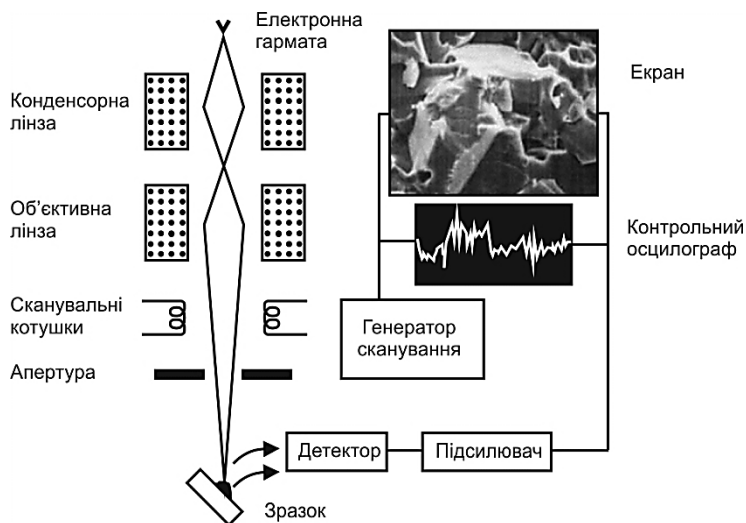 Електронна
гармата
Конденсорна
лінза
Об’єктивна
лінза
Сканувальні
котушки
Апертура
Зразок
Екран
Контрольний
осцилограф
Генератор
сканування
Детектор
Підсилювач